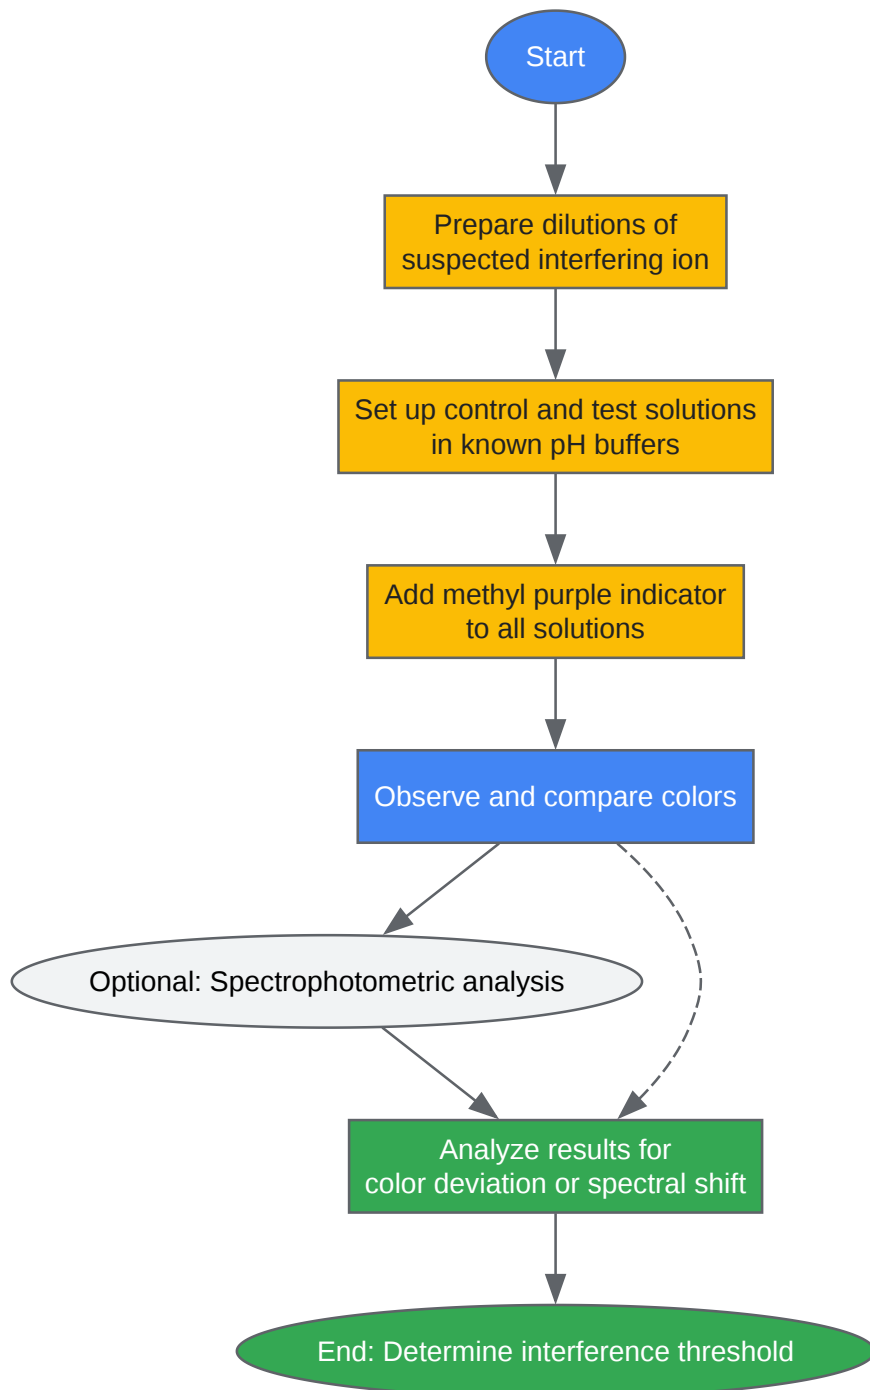 Start
Prepare dilutions of
suspected interfering ion
Set up control and test solutions
in known pH buffers
Add methyl purple indicator
to all solutions
Observe and compare colors
Optional: Spectrophotometric analysis
Analyze results for
color deviation or spectral shift
End: Determine interference threshold